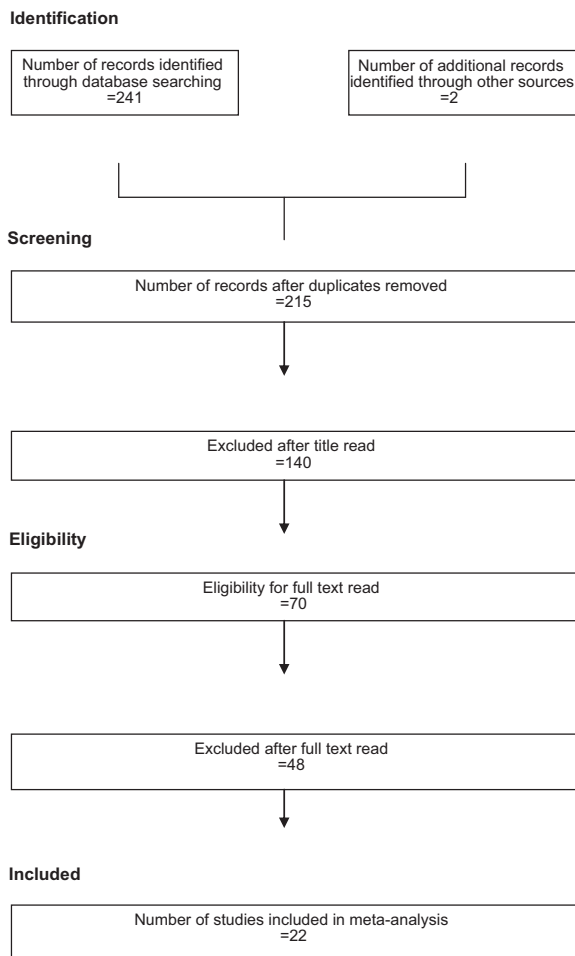 Identification
Number of records identified
through database searching
=241
Number of additional records
identified through other sources
=2
Screening
Number of records after duplicates removed
=215
Excluded after title read
=140
Eligibility
Eligibility for full text read
=70
Excluded after full text read
=48
Included
Number of studies included in meta-analysis
=22